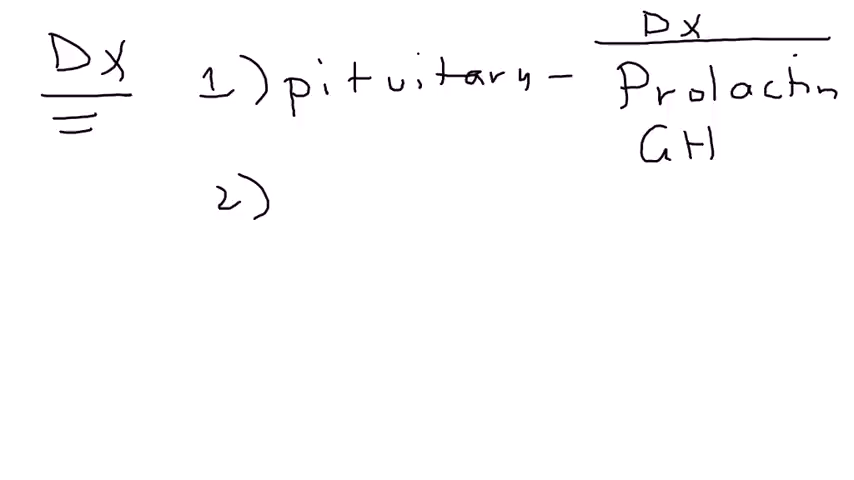 Dx
Dx 1) pituitary - Prolactin
GH
2)